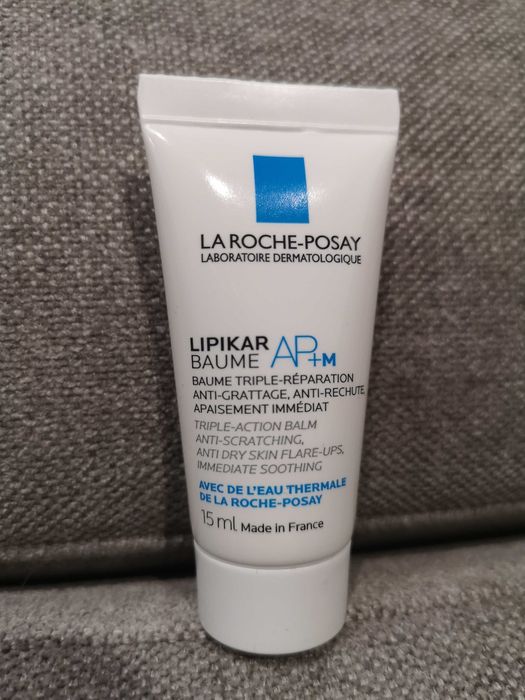 LA ROCHE-POSAY
LABORATOIRE DERMATOLOGIQUE
LIPIKAR
BAUME AP+M
BAUME TRIPLE-RÉPARATION
ANTI-GRATTAGE, ANTI-RECHUTE,
APAISEMENT IMMÉDIAT
TRIPLE-ACTION BALM
ANTI-SCRATCHING,
ANTI DRY SKIN FLARE-UPS,
IMMEDIATE SOOTHING
AVEC DE L'EAU THERMALE
DE LA ROCHE-POSAY
15 ml Made in France